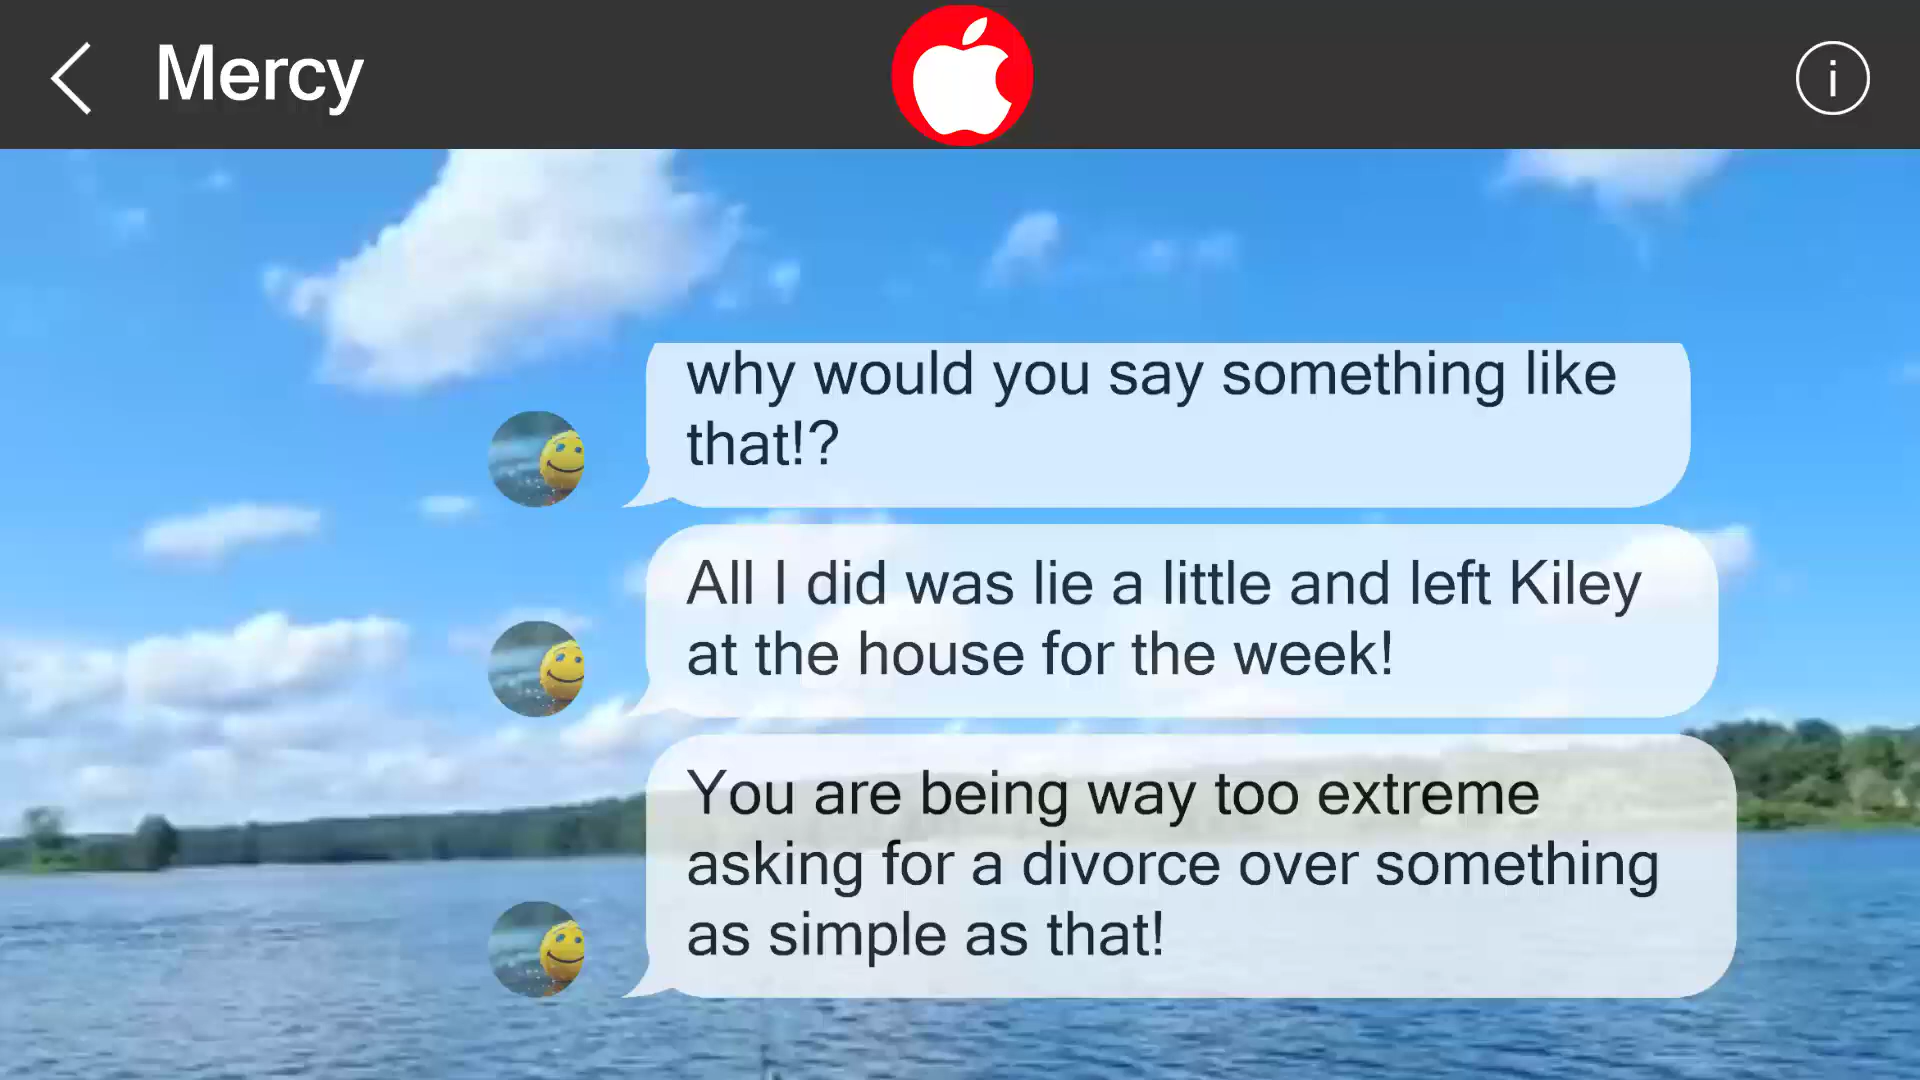 Mercy
i
why would you say something like
that!?
All I did was lie a little and left Kiley
at the house for the week!
You are being way too extreme
asking for a divorce over something
as simple as that!